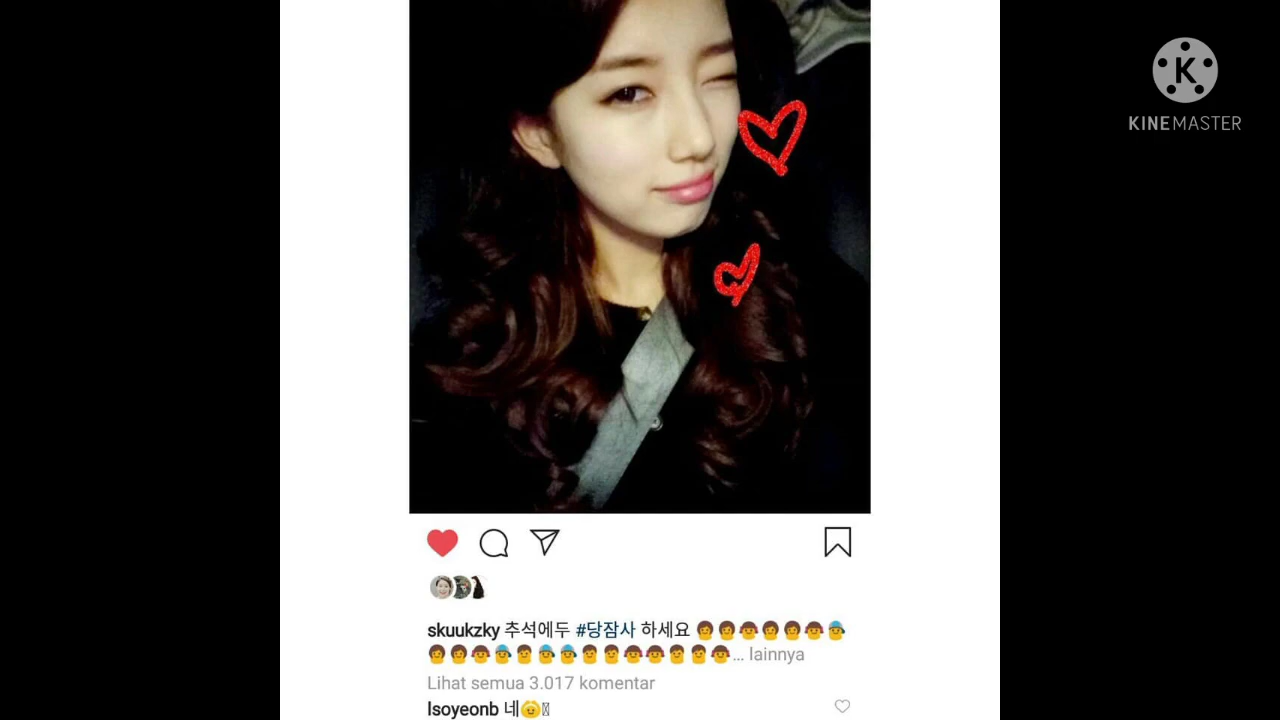 KINEMASTER
skuukzky 추석에두 #당잠사 하세요
... lainnya
Lihat semua 3.017 komentar
lsoyeonb 네